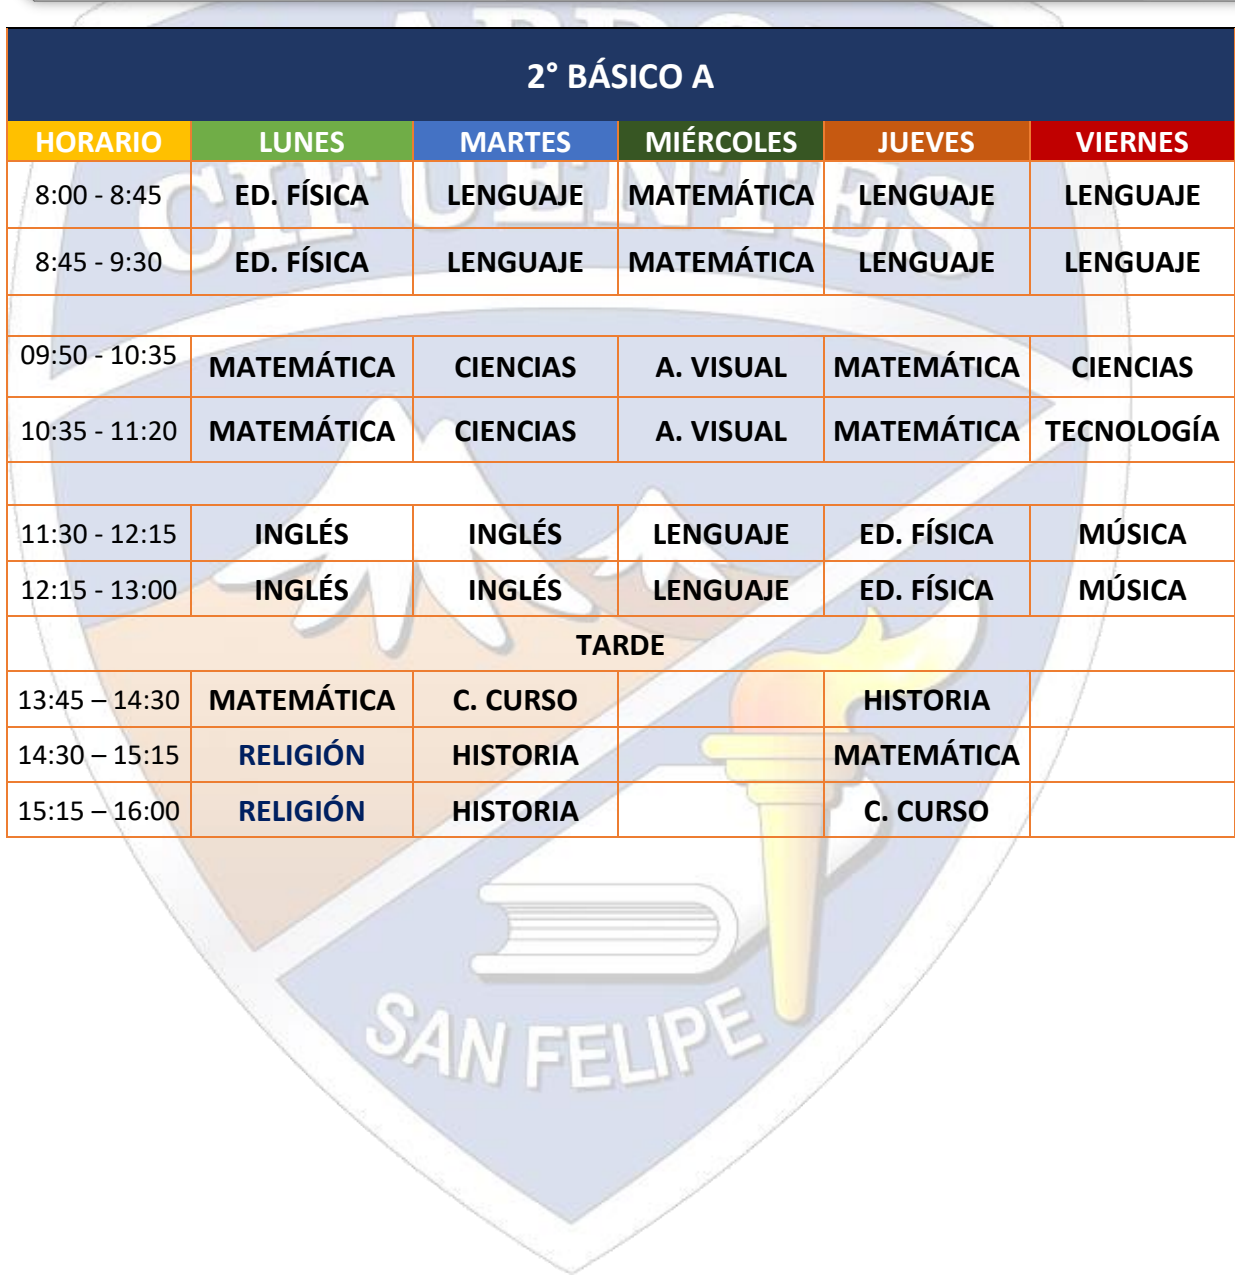 2° BÁSICO A
HORARIO LUNES MARTES MIÉRCOLES JUEVES VIERNES
8:00 - 8:45 ED. FÍSICA LENGUAJE MATEMÁTICA LENGUAJE LENGUAJE
8:45 - 9:30 ED. FÍSICA LENGUAJE MATEMÁTICA LENGUAJE LENGUAJE
09:50 - 10:35 MATEMÁTICA CIENCIAS A. VISUAL MATEMÁTICA CIENCIAS
10:35 - 11:20 MATEMÁTICA CIENCIAS A. VISUAL MATEMÁTICA TECNOLOGÍA
11:30 - 12:15 INGLÉS INGLÉS LENGUAJE ED. FÍSICA MÚSICA
12:15 - 13:00 INGLÉS INGLÉS LENGUAJE ED. FÍSICA MÚSICA
TARDE
13:45 – 14:30 MATEMÁTICA C. CURSO HISTORIA
14:30 – 15:15 RELIGIÓN HISTORIA MATEMÁTICA
15:15 – 16:00 RELIGIÓN HISTORIA C. CURSO
CIFUENTES
SAN FELIPE